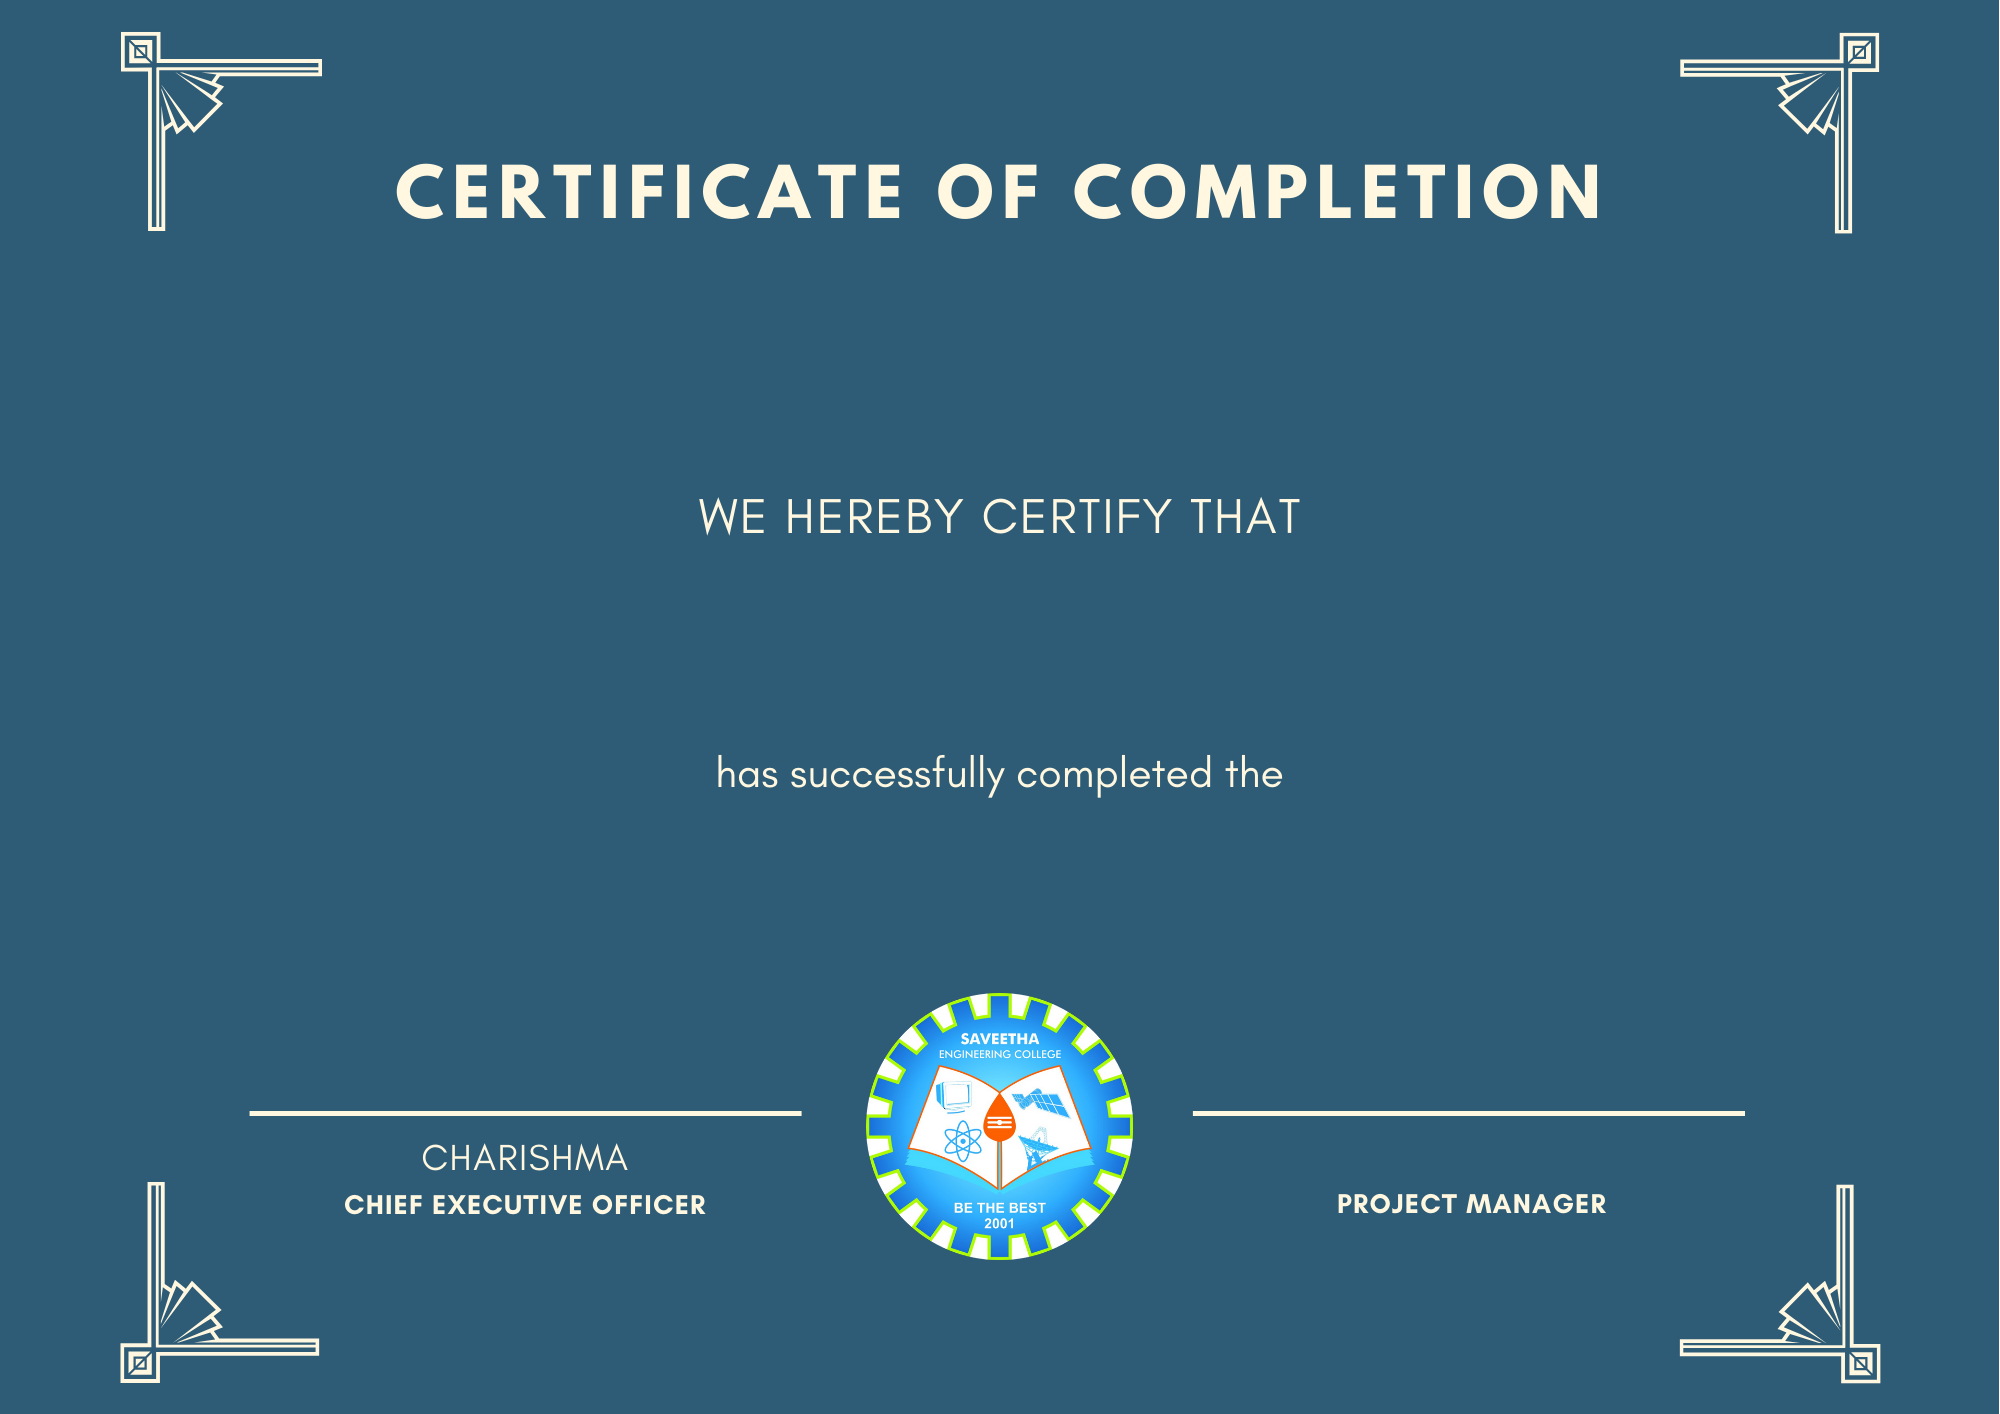 CERTIFICATE OF COMPLETION
WE HEREBY CERTIFY THAT
has successfully completed the
SAVEETHA
ENGINEERING COLLEGE
BE THE BEST
2001
CHARISHMA
CHIEF EXECUTIVE OFFICER
PROJECT MANAGER